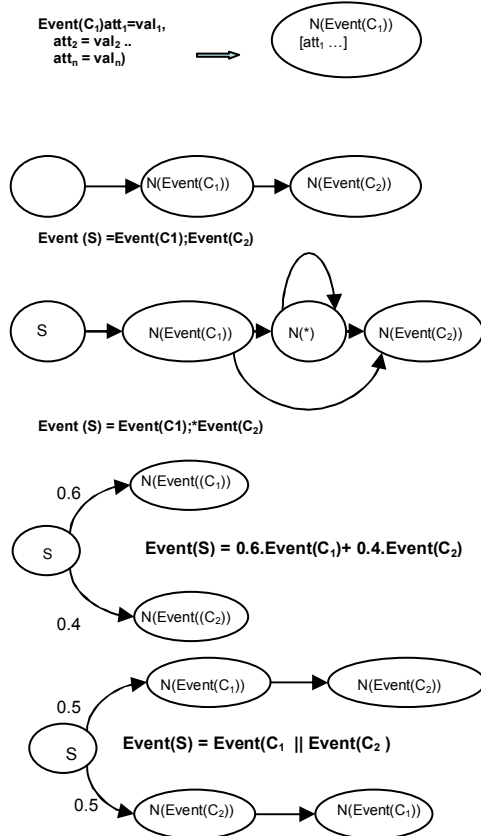 Event(C₁)att₁=val₁,
att₂ = val₂ ..
attₙ = valₙ)
N(Event(C₁))
[att₁ ...]
N(Event(C₁))
N(Event(C₂))
Event (S) =Event(C1);Event(C₂)
S
N(Event(C₁))
N(*)
N(Event(C₂))
Event (S) = Event(C1);*Event(C₂)
N(Event((C₁))
0.6
S
Event(S) = 0.6.Event(C₁)+ 0.4.Event(C₂)
N(Event((C₂))
0.4
N(Event(C₁))
N(Event(C₂))
0.5
S
Event(S) = Event(C₁ || Event(C₂ )
0.5
N(Event(C₂))
N(Event(C₁))